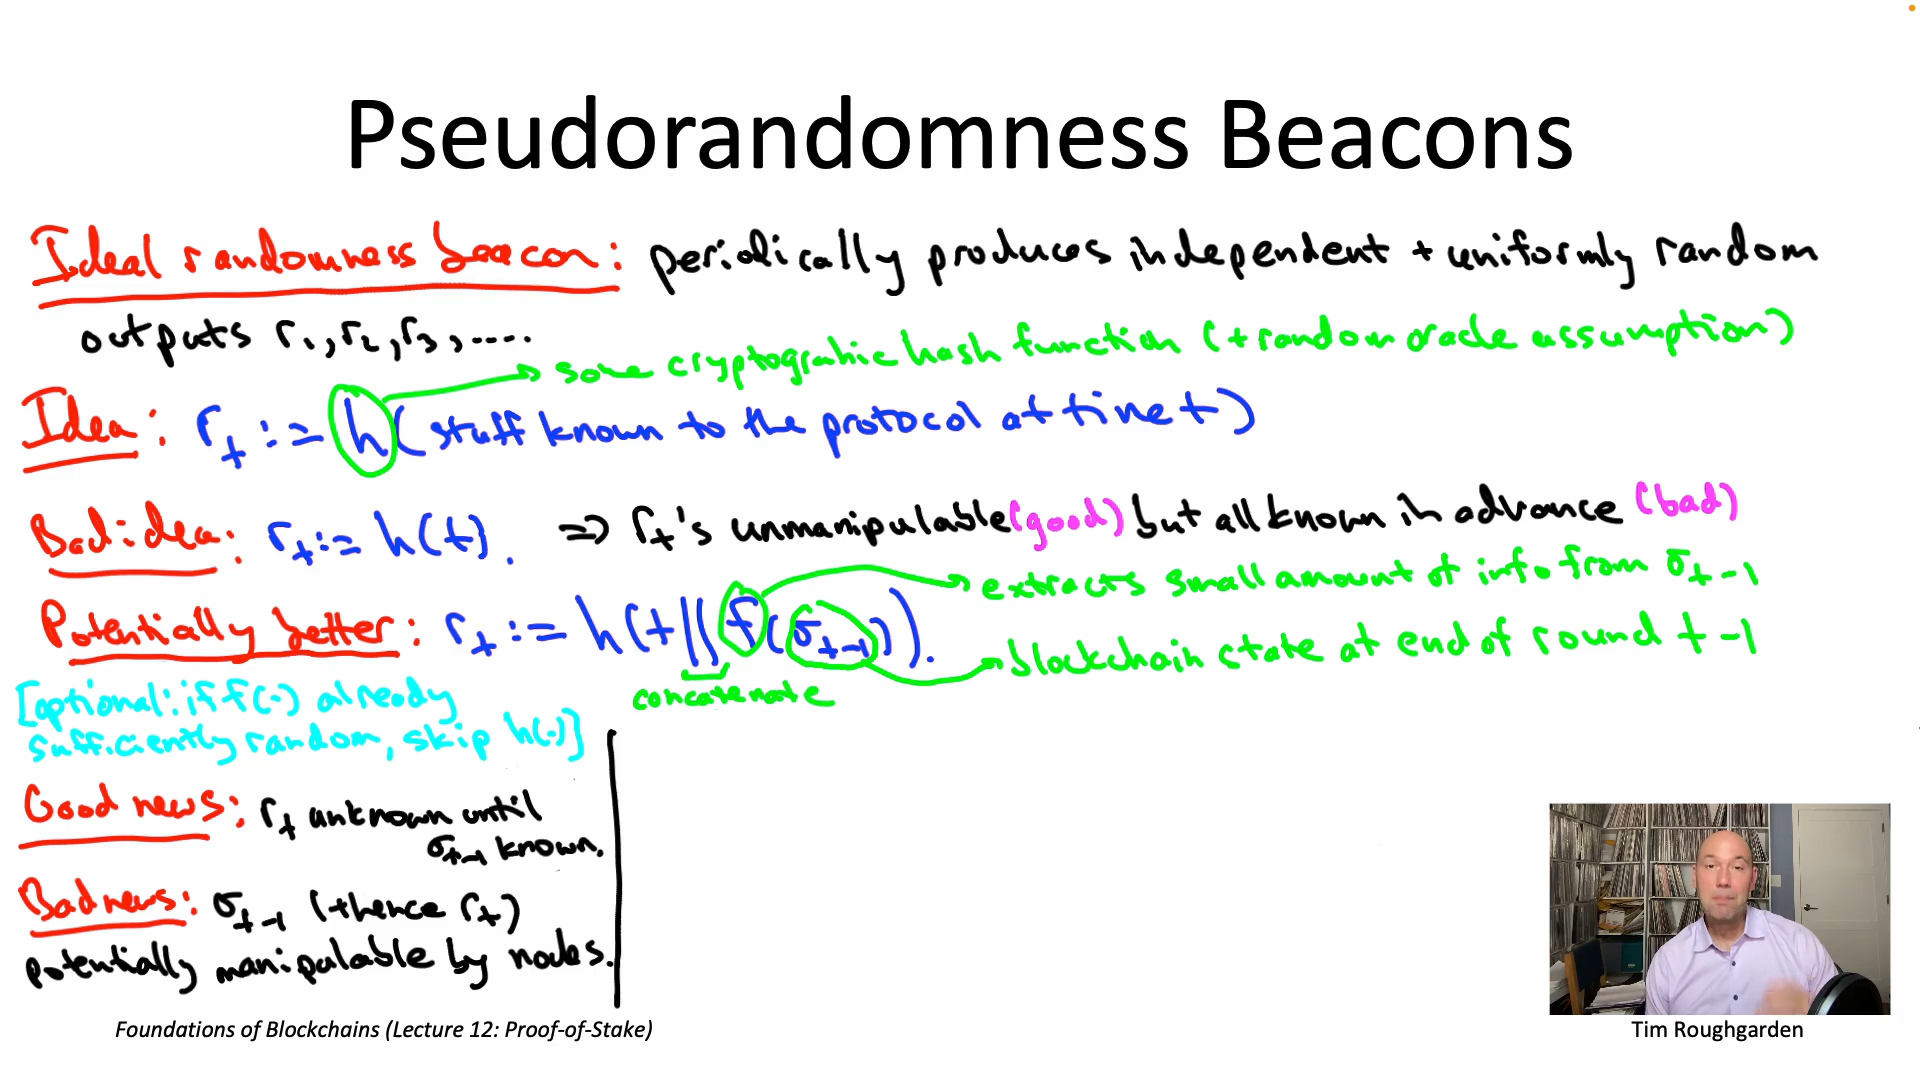 Pseudorandomness Beacons
Ideal randomness beacon: periodically produces independent + uniformly random
outputs r₁, r₂, r₃, ....
some cryptograhic hash function (+random oracle assumption)
Idea: rₜ := h(stuff known to the protocol at time t)
Bad idea: rₜ := h(t). ⇒ rₜ's unmanipulable (good) but all known in advance (bad)
extracts small amount of info from σₜ₋₁
Potentially better: rₜ := h(t||f(σₜ₋₁)).
blockchain state at end of round t-1
concatenate
[optional: if f(·) already
sufficiently random, skip h(·)]
Good news: rₜ unknown until
σₜ₋₁ known.
Bad news: σₜ₋₁ (+hence rₜ)
potentially manipulable by nodes.
Foundations of Blockchains (Lecture 12: Proof-of-Stake)
Tim Roughgarden